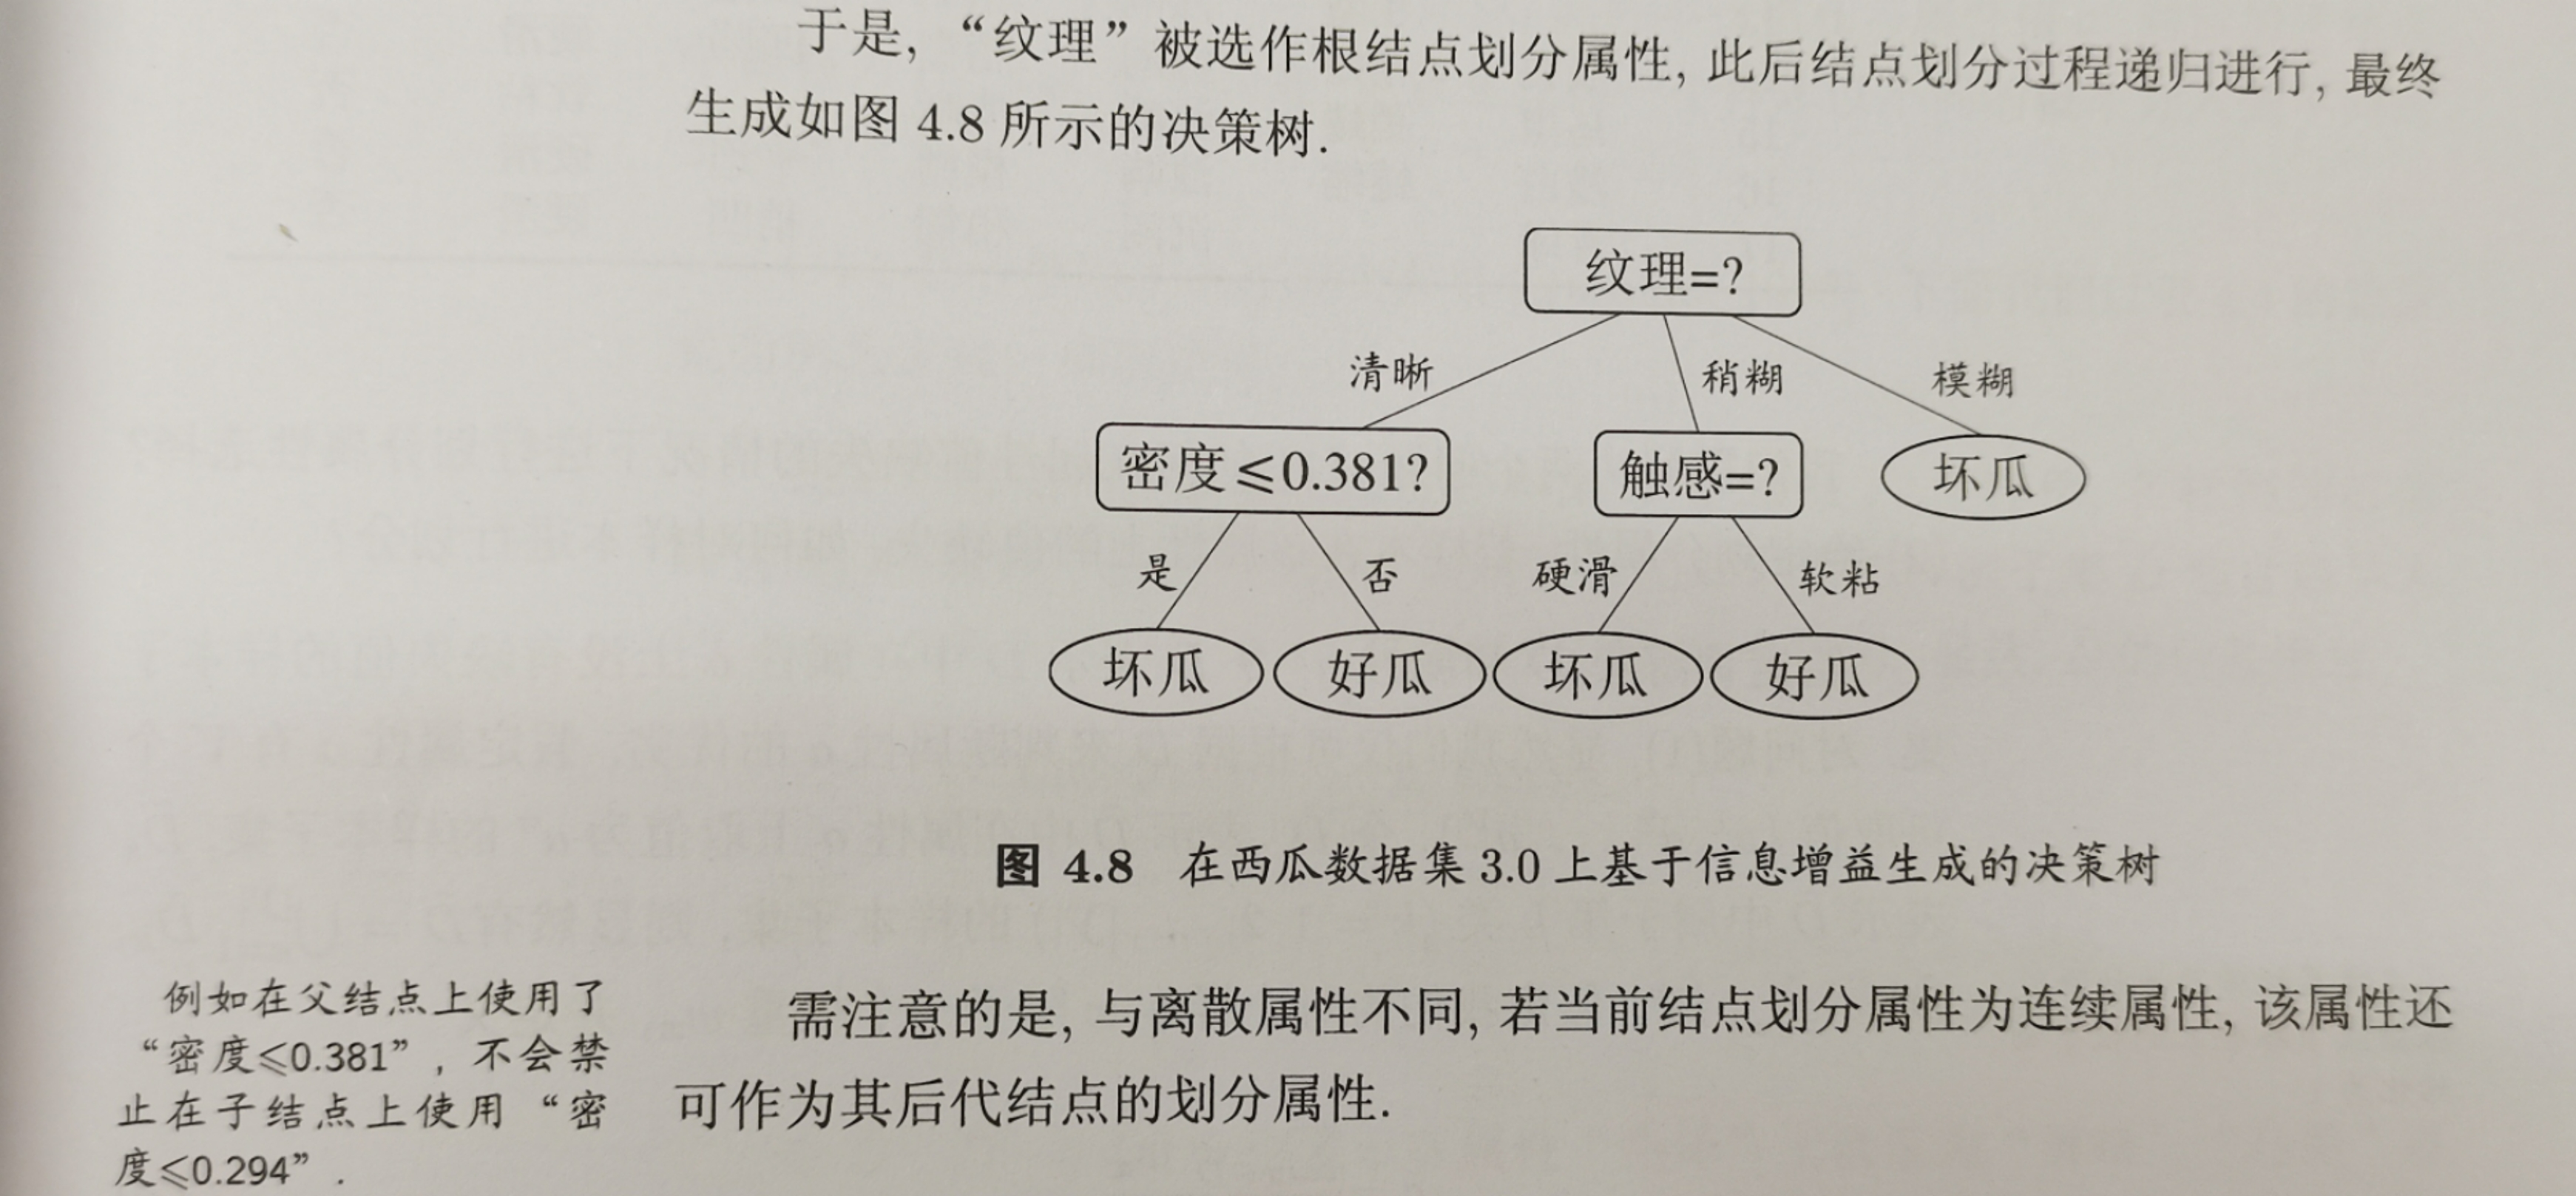 于是, “纹理” 被选作根结点划分属性, 此后结点划分过程递归进行, 最终
生成如图 4.8 所示的决策树.
纹理=?
清晰
稍糊
模糊
密度⩽0.381?
触感=?
坏瓜
是
否
硬滑
软粘
坏瓜
好瓜
坏瓜
好瓜
图 4.8 在西瓜数据集 3.0 上基于信息增益生成的决策树
例如在父结点上使用了
“密度⩽0.381”, 不会禁
止在子结点上使用 “密
度⩽0.294”.
需注意的是, 与离散属性不同, 若当前结点划分属性为连续属性, 该属性还
可作为其后代结点的划分属性.